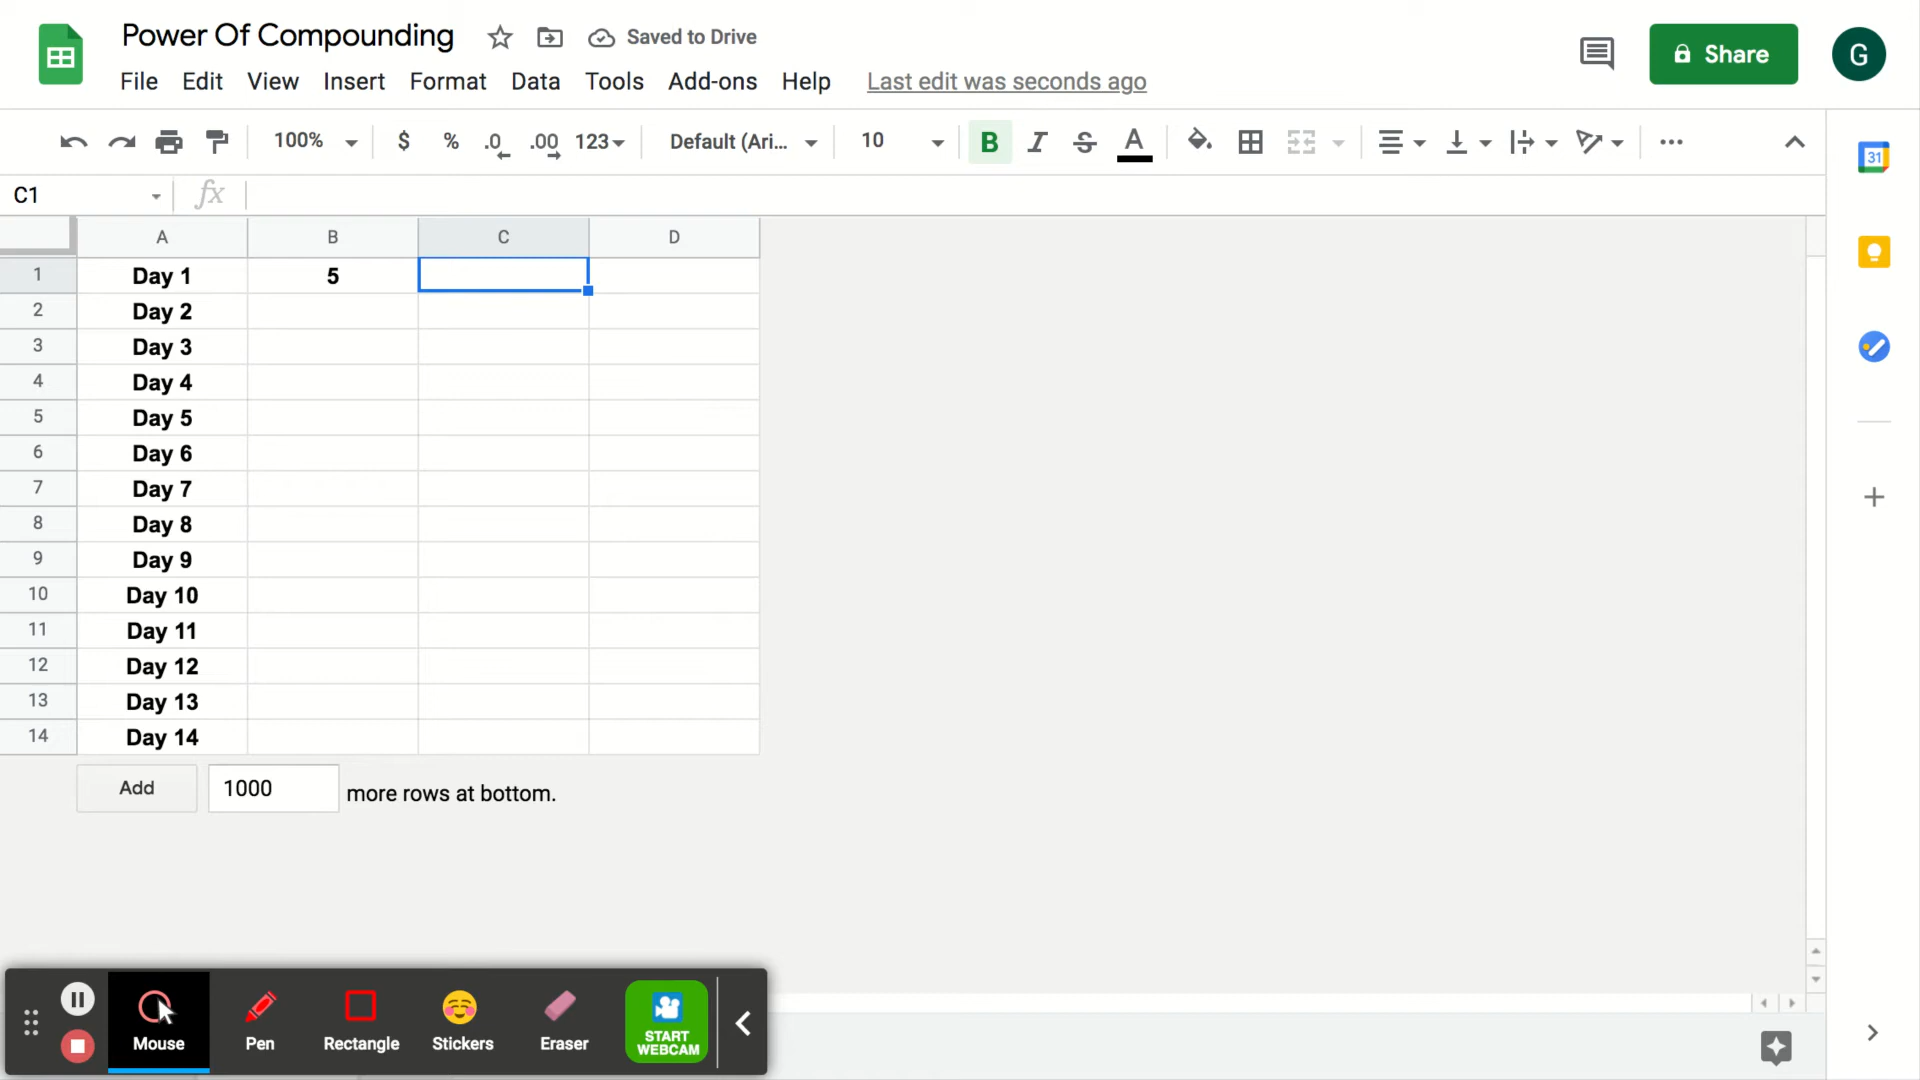 Power Of Compounding
Saved to Drive
File Edit View Insert Format Data Tools Add-ons Help Last edit was seconds ago
Share
G
100% $ % .0 .00 123 Default (Ari... 10 B I S A
31
C1 fx
A B C D
1 Day 1 5
2 Day 2
3 Day 3
4 Day 4
5 Day 5
6 Day 6
7 Day 7
8 Day 8
9 Day 9
10 Day 10
11 Day 11
12 Day 12
13 Day 13
14 Day 14
Add 1000 more rows at bottom.
Mouse Pen Rectangle Stickers Eraser START WEBCAM